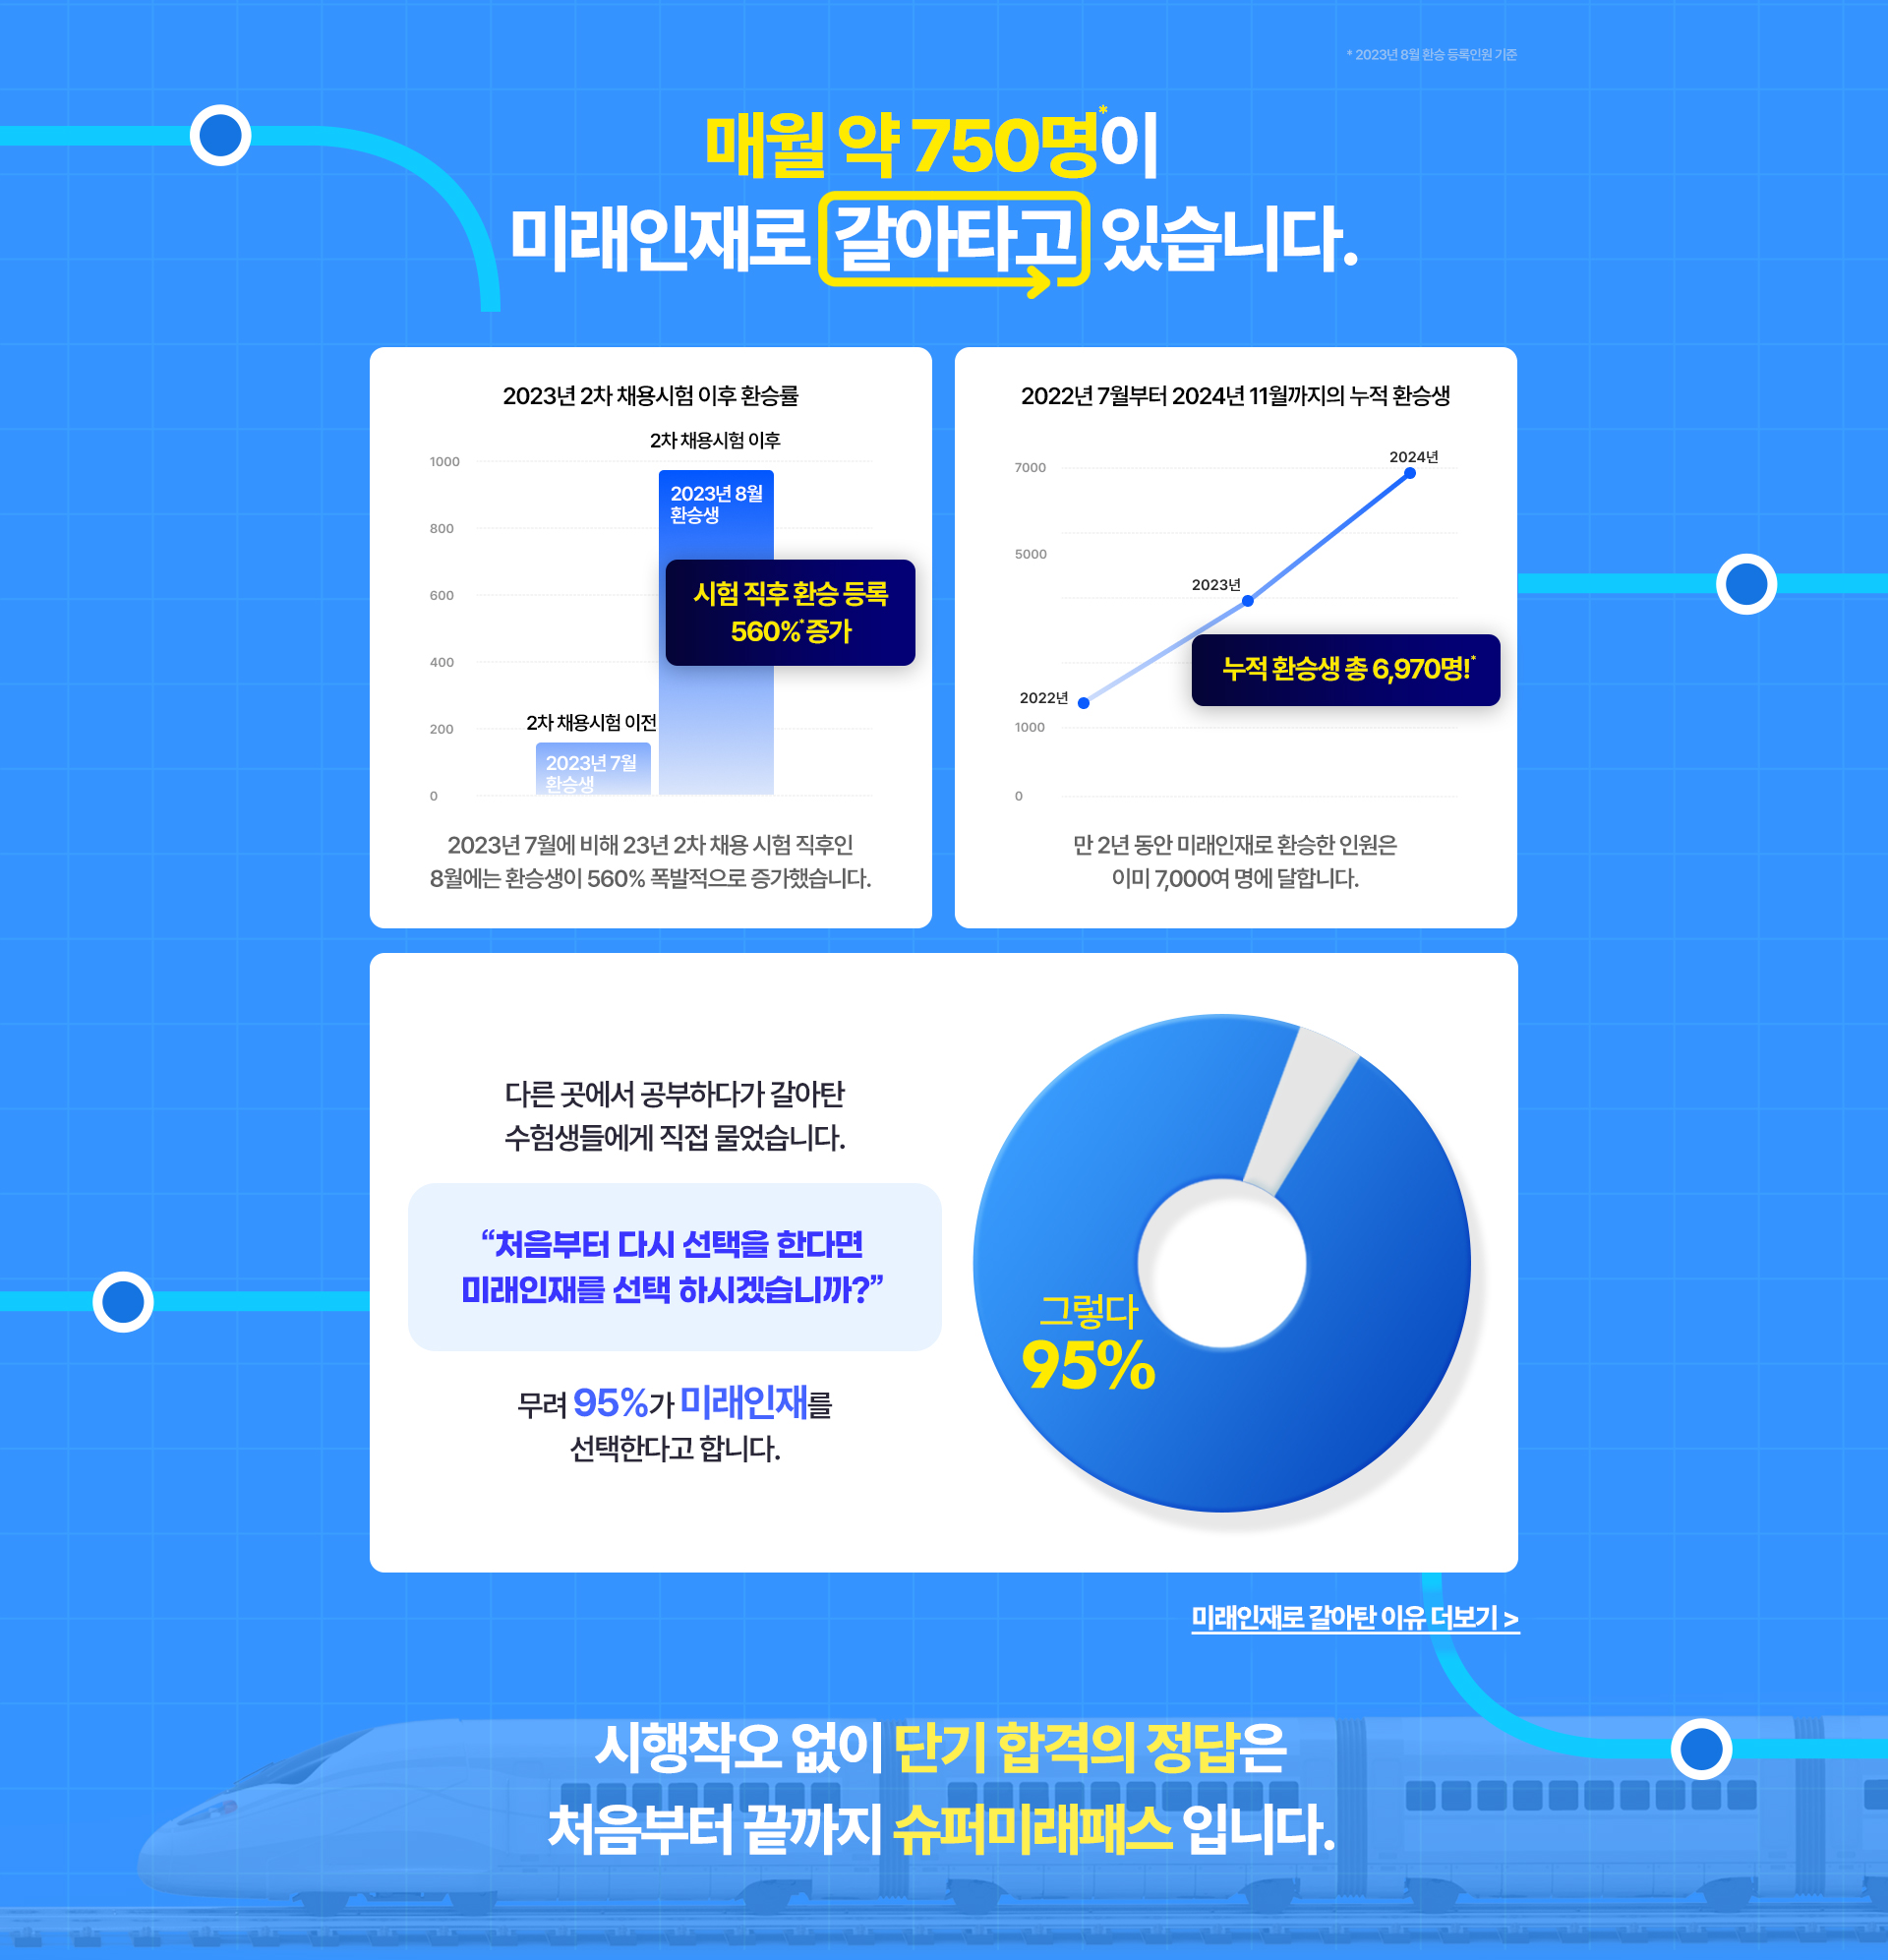 * 2023년 8월 환승 등록인원 기준
매월 약 750명*이
미래인재로 갈아타고 있습니다.
2023년 2차 채용시험 이후 환승률
2차 채용시험 이후
1000
800
600
400
200
0
2023년 8월
환승생
시험 직후 환승 등록
560%* 증가
2차 채용시험 이전
2023년 7월
환승생
2023년 7월에 비해 23년 2차 채용 시험 직후인
8월에는 환승생이 560% 폭발적으로 증가했습니다.
2022년 7월부터 2024년 11월까지의 누적 환승생
7000
5000
1000
0
2024년
2023년
2022년
누적 환승생 총 6,970명!*
만 2년 동안 미래인재로 환승한 인원은
이미 7,000여 명에 달합니다.
다른 곳에서 공부하다가 갈아탄
수험생들에게 직접 물었습니다.
“처음부터 다시 선택을 한다면
미래인재를 선택 하시겠습니까?”
무려 95%가 미래인재를
선택한다고 합니다.
그렇다
95%
미래인재로 갈아탄 이유 더보기 >
시행착오 없이 단기 합격의 정답은
처음부터 끝까지 슈퍼미래패스 입니다.